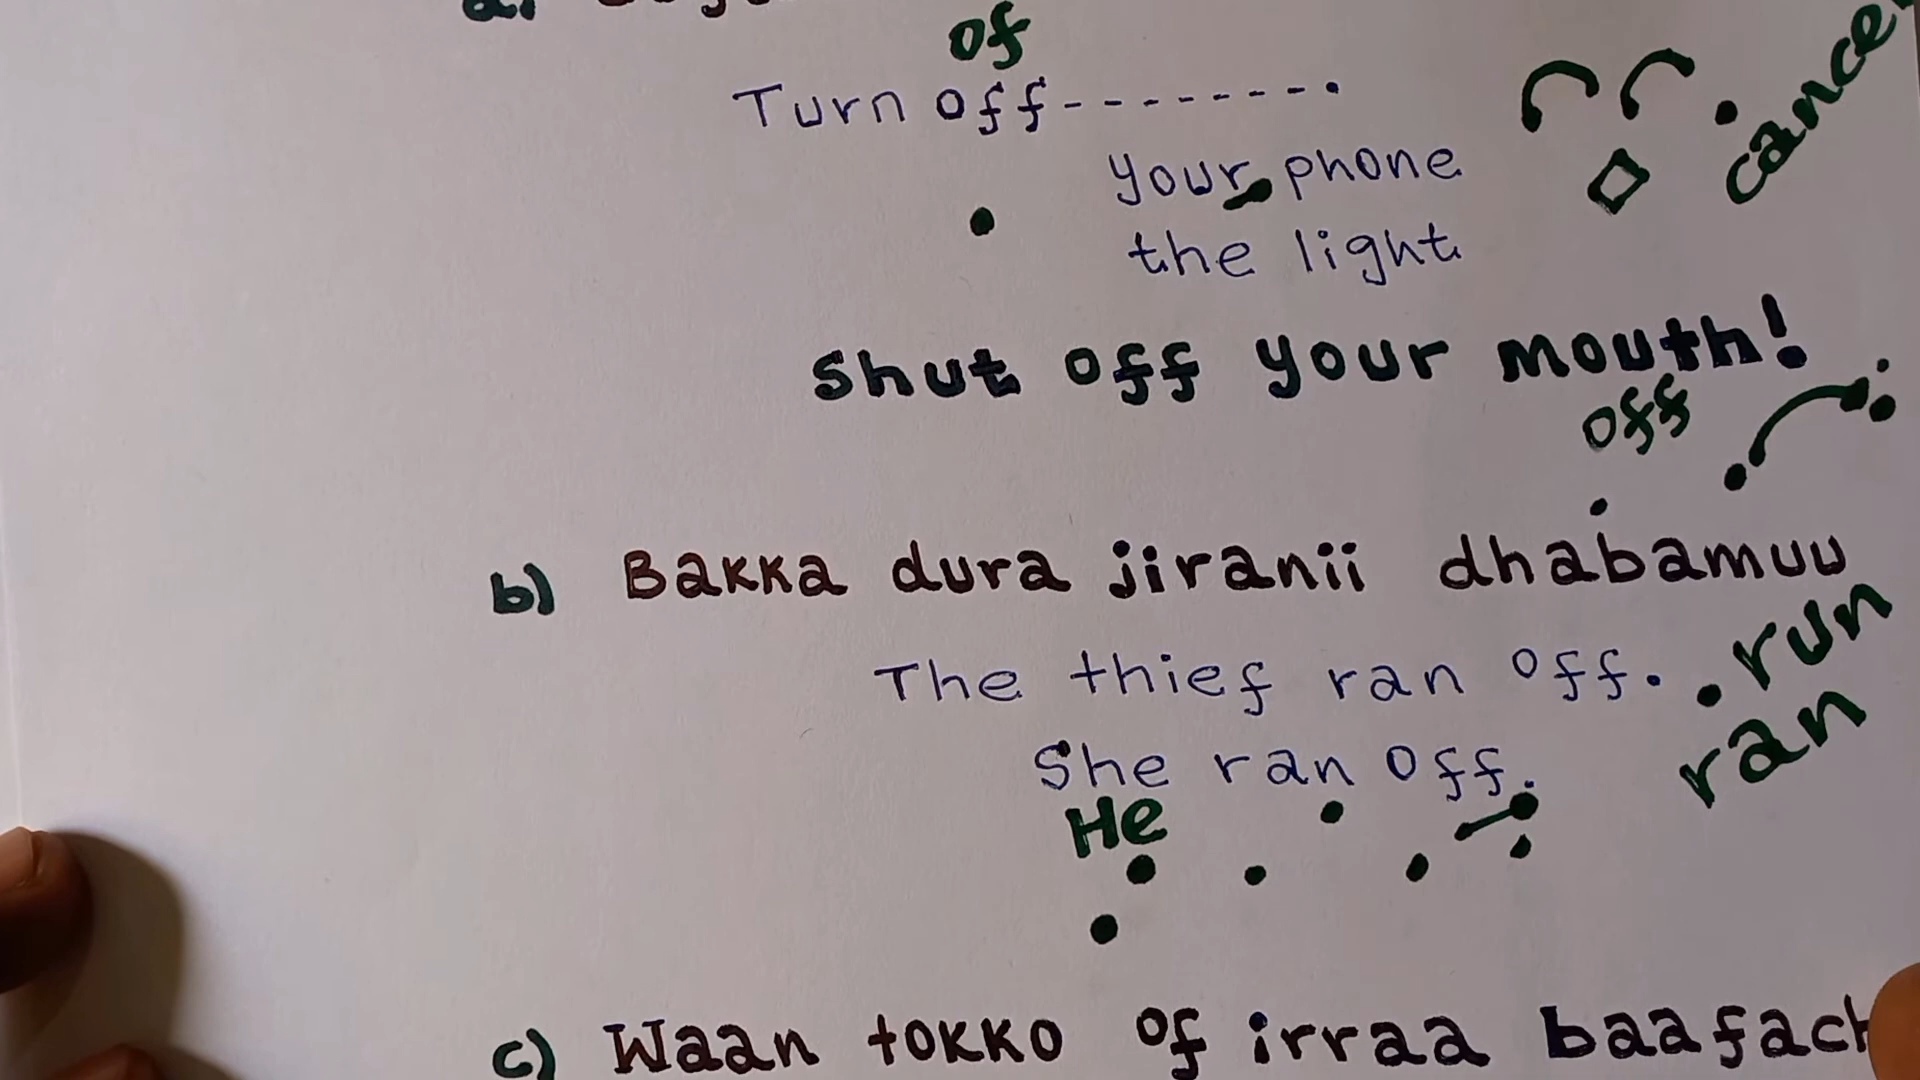 a.
of
Turn off---------.
your phone
the light
cance
Shut off your mouth!
off
b) Bakka dura jiranii dhabamuu
The thief ran off.
run
She ran off.
ran
He
c) Waan tokko of irraa baafach